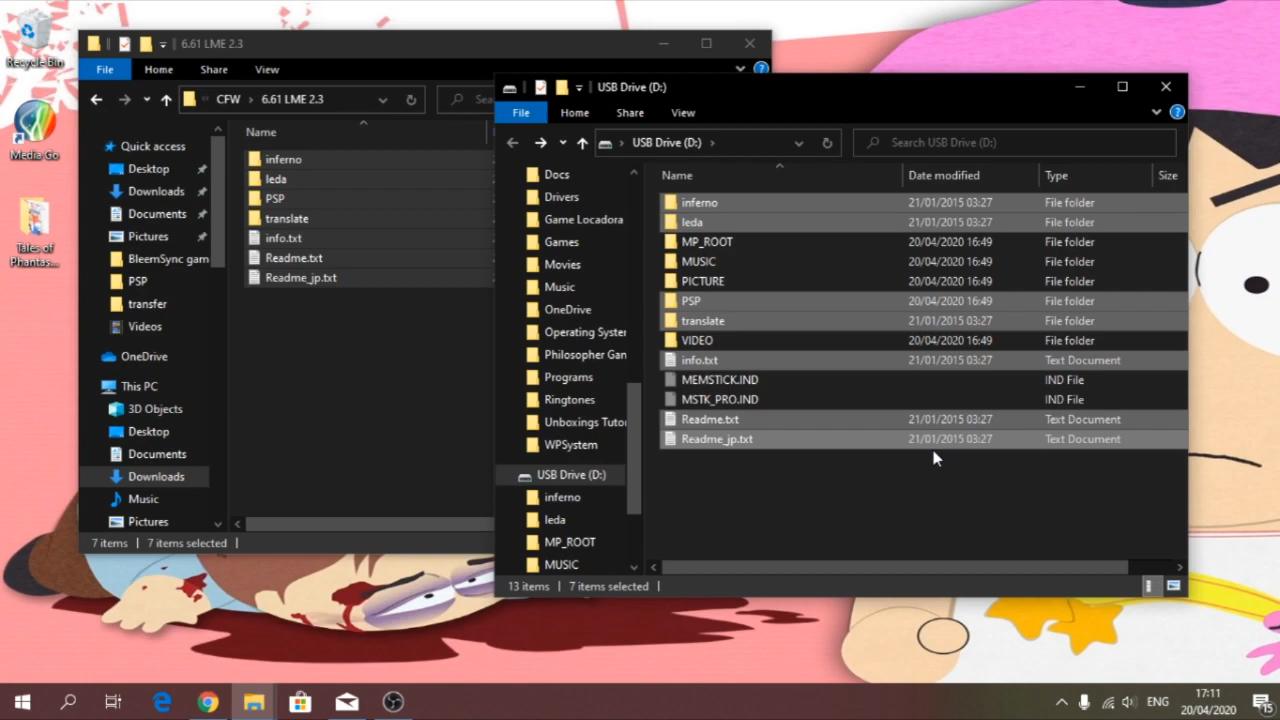 Recycle Bin
Media Go
Tales of
Phantas...
6.61 LME 2.3
File
Home
Share
View
CFW
6.61 LME 2.3
Sea
Name
Quick access
Desktop
Downloads
Documents
Pictures
BleemSync gam
PSP
transfer
Videos
OneDrive
This PC
3D Objects
Desktop
Documents
Downloads
Music
Pictures
inferno
leda
PSP
translate
info.txt
Readme.txt
Readme_jp.txt
7 items
7 items selected
USB Drive (D:)
File
Home
Share
View
USB Drive (D:)
Search USB Drive (D:)
Docs
Drivers
Game Locadora
Games
Movies
Music
OneDrive
Operating Syster
Philosopher Gan
Programs
Ringtones
Unboxings Tutor
WPSystem
USB Drive (D:)
inferno
leda
MP_ROOT
MUSIC
Name Date modified Type Size
inferno 21/01/2015 03:27 File folder
leda 21/01/2015 03:27 File folder
MP_ROOT 20/04/2020 16:49 File folder
MUSIC 20/04/2020 16:49 File folder
PICTURE 20/04/2020 16:49 File folder
PSP 20/04/2020 16:49 File folder
translate 21/01/2015 03:27 File folder
VIDEO 20/04/2020 16:49 File folder
info.txt 21/01/2015 03:27 Text Document
MEMSTICK.IND IND File
MSTK_PRO.IND IND File
Readme.txt 21/01/2015 03:27 Text Document
Readme_jp.txt 21/01/2015 03:27 Text Document
13 items
7 items selected
ENG
17:11
20/04/2020
15